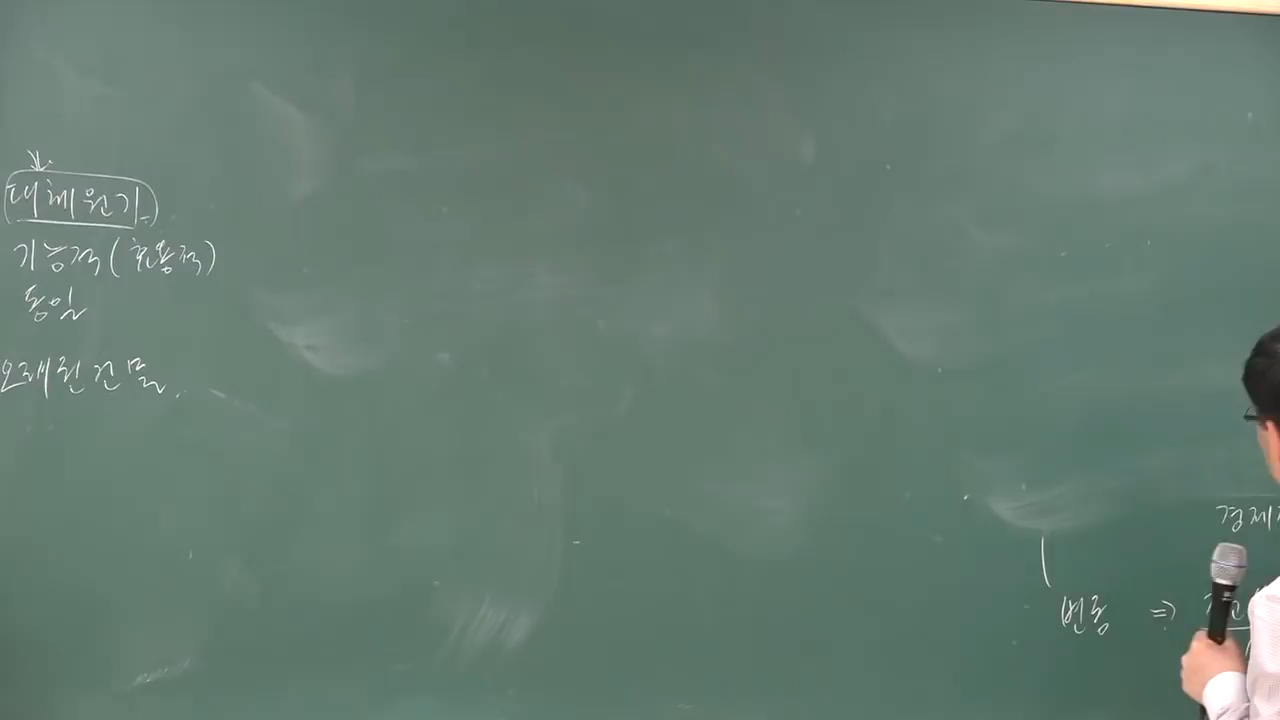 대체원가
기능적(효용적)
동일
오래된건물.
경제
변동 ⇒